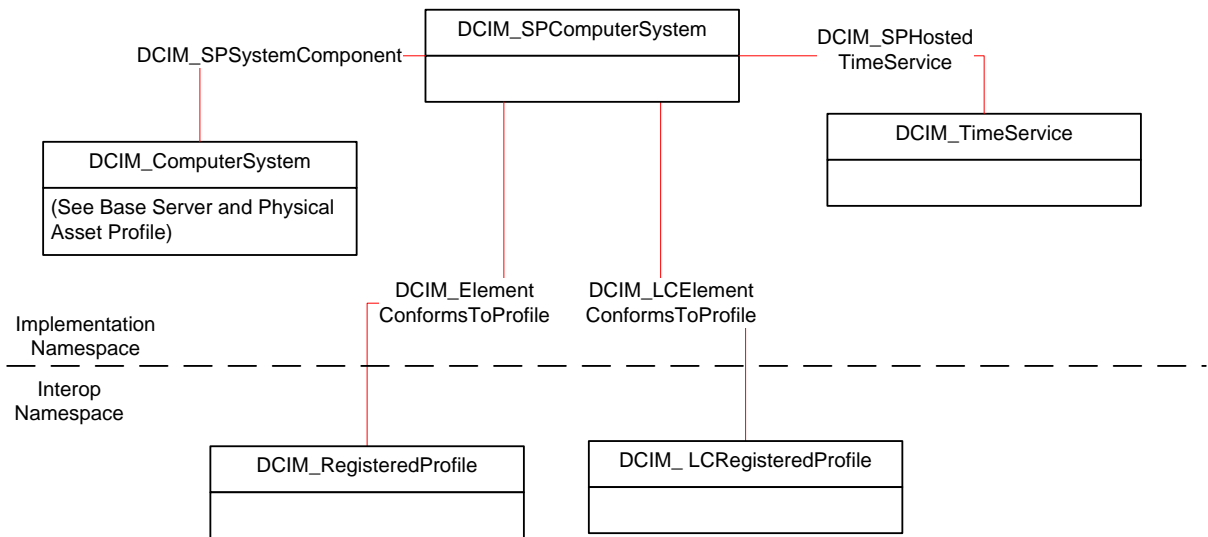 DCIM_SPComputerSystem
DCIM_SPHosted
TimeService
DCIM_SPSystemComponent
DCIM_TimeService
DCIM_ComputerSystem
(See Base Server and Physical
Asset Profile)
DCIM_Element
ConformsToProfile
DCIM_LCElement
ConformsToProfile
Implementation
Namespace
Interop
Namespace
DCIM_RegisteredProfile
DCIM_ LCRegisteredProfile